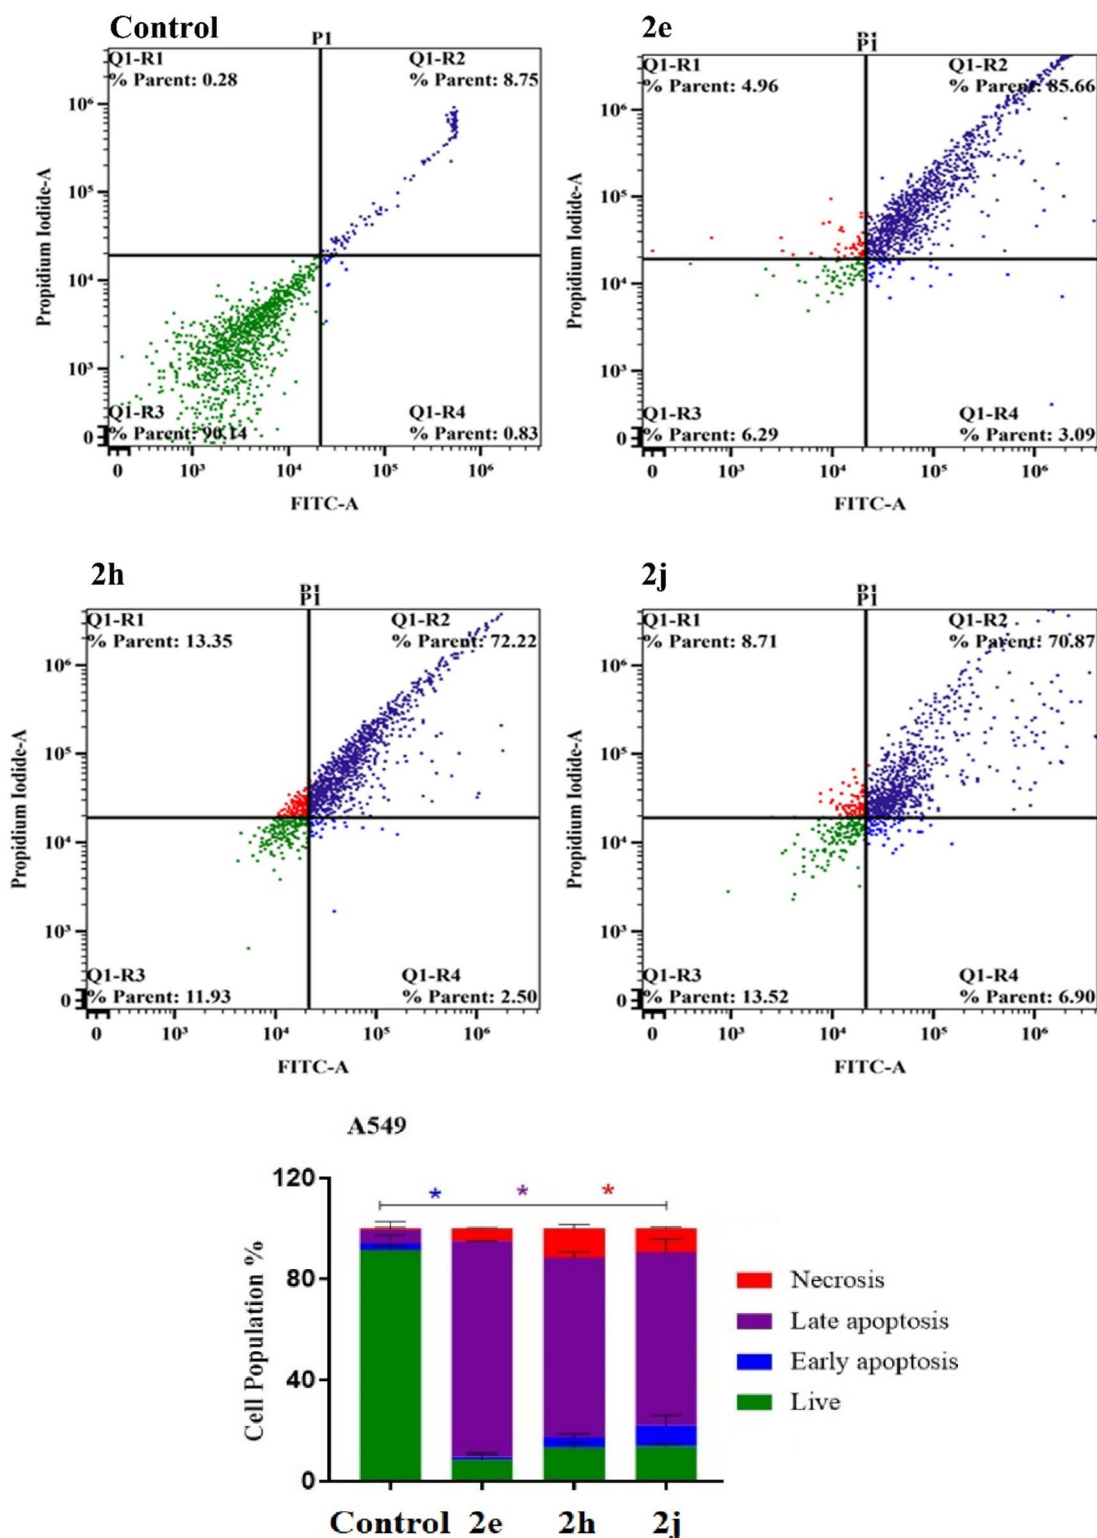 Control
P1
Q1-R1
% Parent: 0.28
Q1-R2
% Parent: 8.75
10⁶
10⁵
10⁴
10³
0
Propidium Iodide-A
Q1-R3
% Parent: 90.14
Q1-R4
% Parent: 0.83
0 10³ 10⁴ 10⁵ 10⁶
FITC-A
2e
P1
Q1-R1
% Parent: 4.96
Q1-R2
% Parent: 85.66
10⁶
10⁵
10⁴
10³
0
Propidium Iodide-A
Q1-R3
% Parent: 6.29
Q1-R4
% Parent: 3.09
0 10³ 10⁴ 10⁵ 10⁶
FITC-A
2h
P1
Q1-R1
% Parent: 13.35
Q1-R2
% Parent: 72.22
10⁶
10⁵
10⁴
10³
0
Propidium Iodide-A
Q1-R3
% Parent: 11.93
Q1-R4
% Parent: 2.50
0 10³ 10⁴ 10⁵ 10⁶
FITC-A
2j
P1
Q1-R1
% Parent: 8.71
Q1-R2
% Parent: 70.87
10⁶
10⁵
10⁴
10³
0
Propidium Iodide-A
Q1-R3
% Parent: 13.52
Q1-R4
% Parent: 6.90
0 10³ 10⁴ 10⁵ 10⁶
FITC-A
A549
120
80
40
0
Cell Population %
* * *
Necrosis
Late apoptosis
Early apoptosis
Live
Control 2e 2h 2j